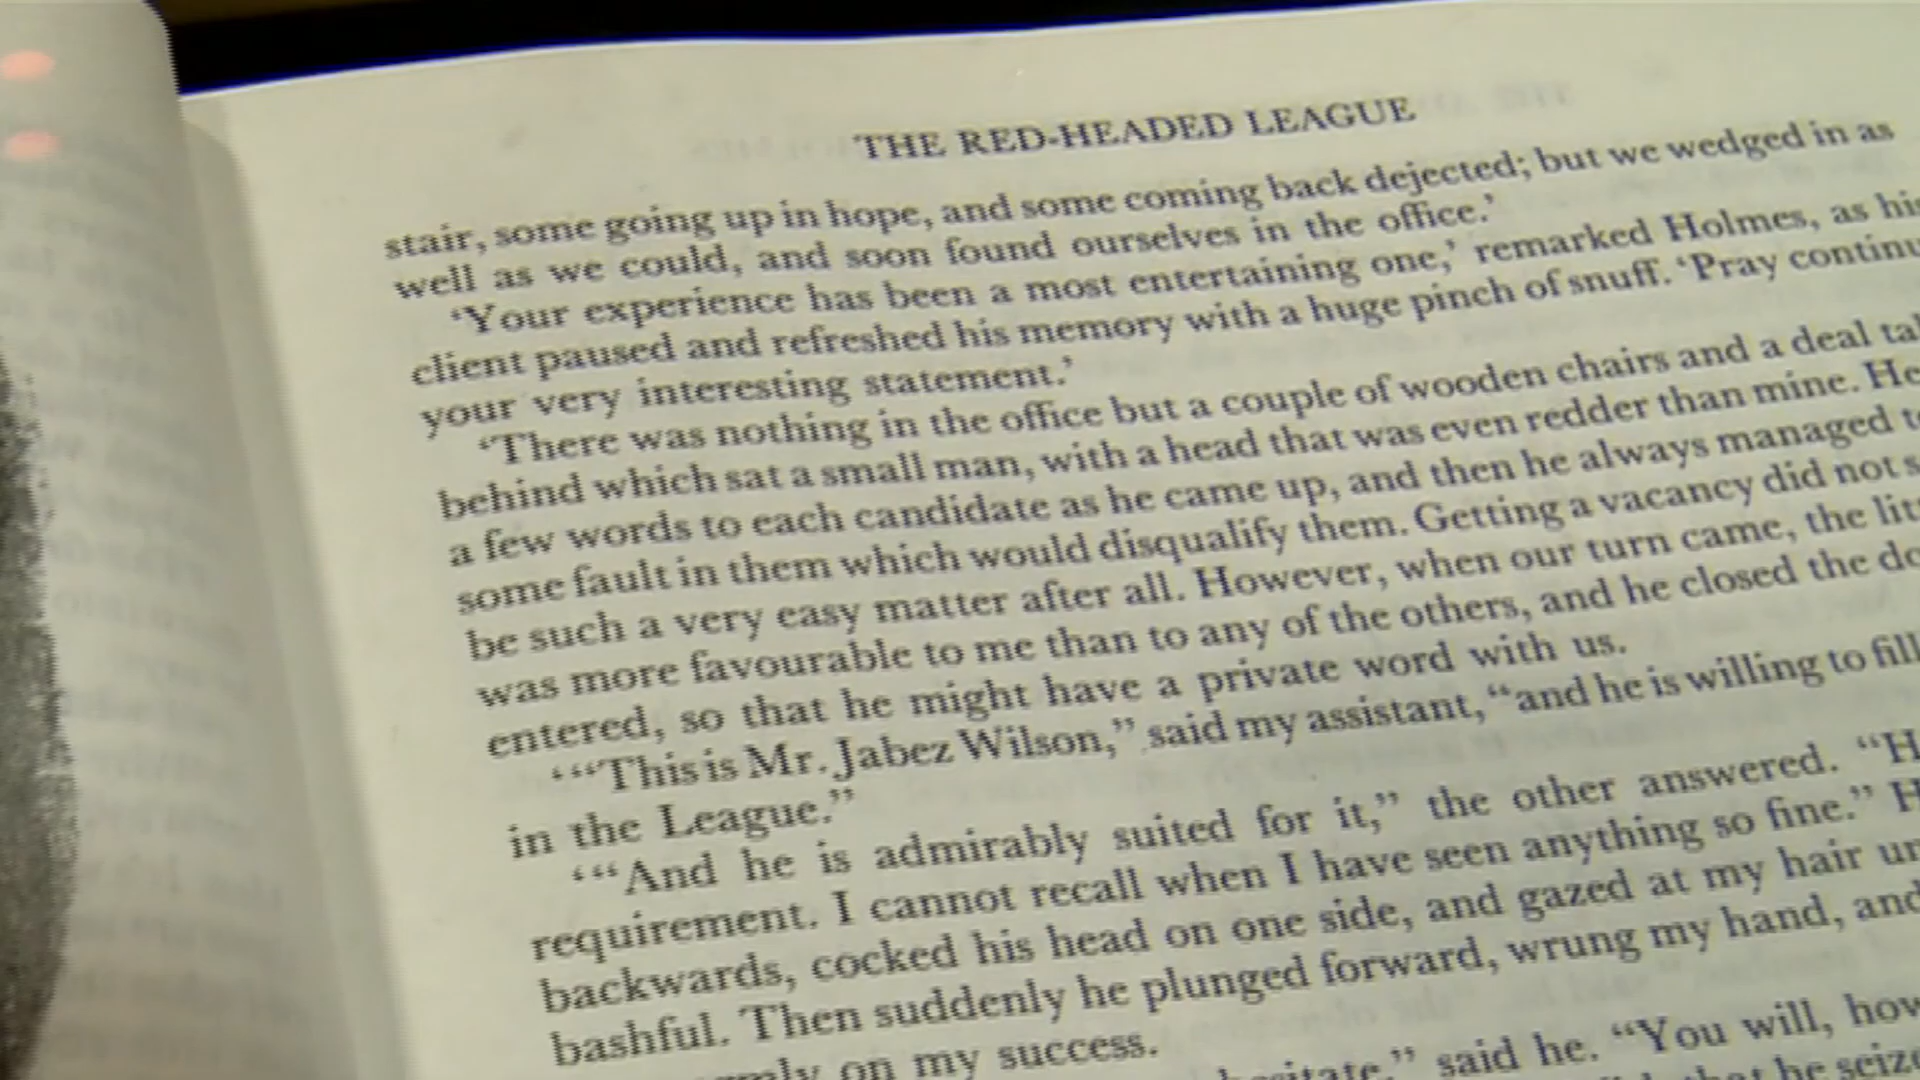 THE RED-HEADED LEAGUE
stair, some going up in hope, and some coming back dejected; but we wedged in as
well as we could, and soon found ourselves in the office.’
‘Your experience has been a most entertaining one,’ remarked Holmes, as his
client paused and refreshed his memory with a huge pinch of snuff. ‘Pray continu
your very interesting statement.’
‘There was nothing in the office but a couple of wooden chairs and a deal tal
behind which sat a small man, with a head that was even redder than mine. He
a few words to each candidate as he came up, and then he always managed to
some fault in them which would disqualify them. Getting a vacancy did not s
be such a very easy matter after all. However, when our turn came, the litt
was more favourable to me than to any of the others, and he closed the do
entered, so that he might have a private word with us.
‘“This is Mr. Jabez Wilson,” said my assistant, “and he is willing to fill
in the League.”
‘“And he is admirably suited for it,” the other answered. “H
requirement. I cannot recall when I have seen anything so fine.” H
backwards, cocked his head on one side, and gazed at my hair un
bashful. Then suddenly he plunged forward, wrung my hand, and
on my success.
said he. “You will, how
that he seize